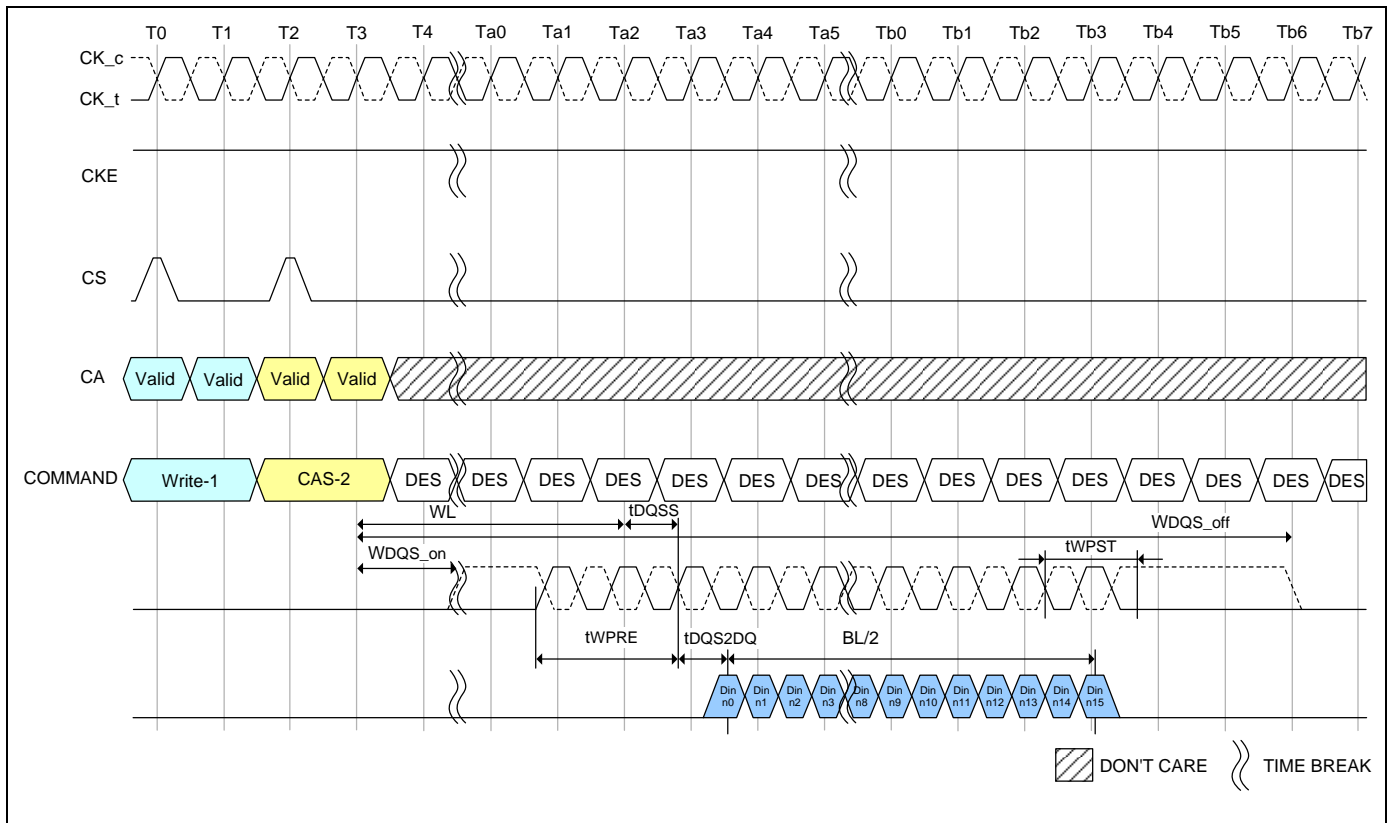 T0 T1 T2 T3 T4 Ta0 Ta1 Ta2 Ta3 Ta4 Ta5 Tb0 Tb1 Tb2 Tb3 Tb4 Tb5 Tb6 Tb7
CK_c
CK_t
CKE
CS
CA Valid Valid Valid Valid
COMMAND Write-1 CAS-2 DES DES DES DES DES DES DES DES DES DES DES DES DES DES DES
WL tDQSS WDQS_off
WDQS_on tWPST
tWPRE tDQS2DQ BL/2
Din Din Din Din Din Din Din Din Din Din Din Din
n0 n1 n2 n3 n8 n9 n10 n11 n12 n13 n14 n15
DON'T CARE TIME BREAK